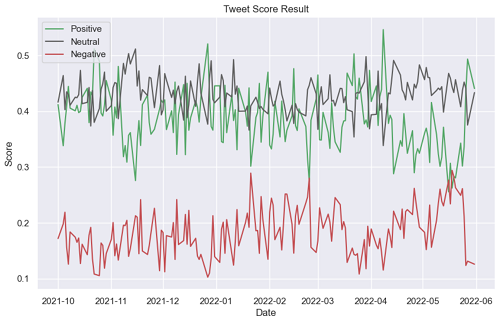 Tweet Score Result
Positive
Neutral
Negative
Score
0.5
0.4
0.3
0.2
0.1
2021-10 2021-11 2021-12 2022-01 2022-02 2022-03 2022-04 2022-05 2022-06
Date